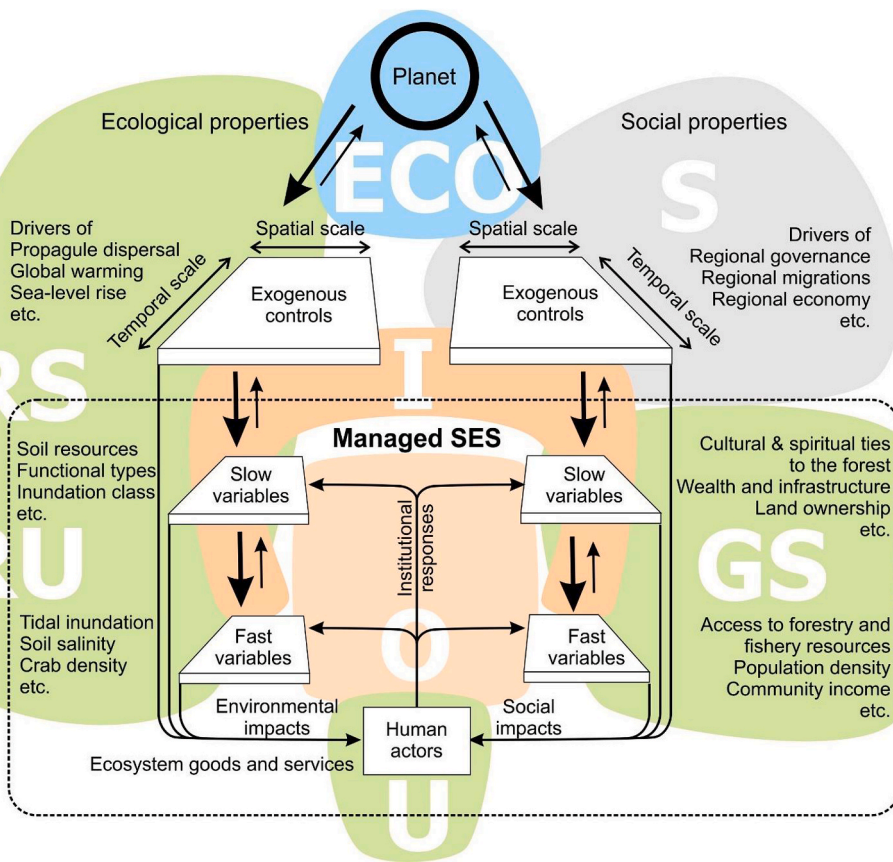 Planet
Ecological properties
Social properties
ECO
S
Spatial scale
Spatial scale
Drivers of
Propagule dispersal
Global warming
Sea-level rise
etc.
Temporal scale
Exogenous
controls
Exogenous
controls
Temporal scale
Drivers of
Regional governance
Regional migrations
Regional economy
etc.
RS
I
Managed SES
Soil resources
Functional types
Inundation class
etc.
Slow
variables
Slow
variables
Cultural & spiritual ties
to the forest
Wealth and infrastructure
Land ownership
etc.
Institutional
responses
RU
GS
O
Tidal inundation
Soil salinity
Crab density
etc.
Fast
variables
Fast
variables
Access to forestry and
fishery resources
Population density
Community income
etc.
Environmental
impacts
Social
impacts
Human
actors
Ecosystem goods and services
U